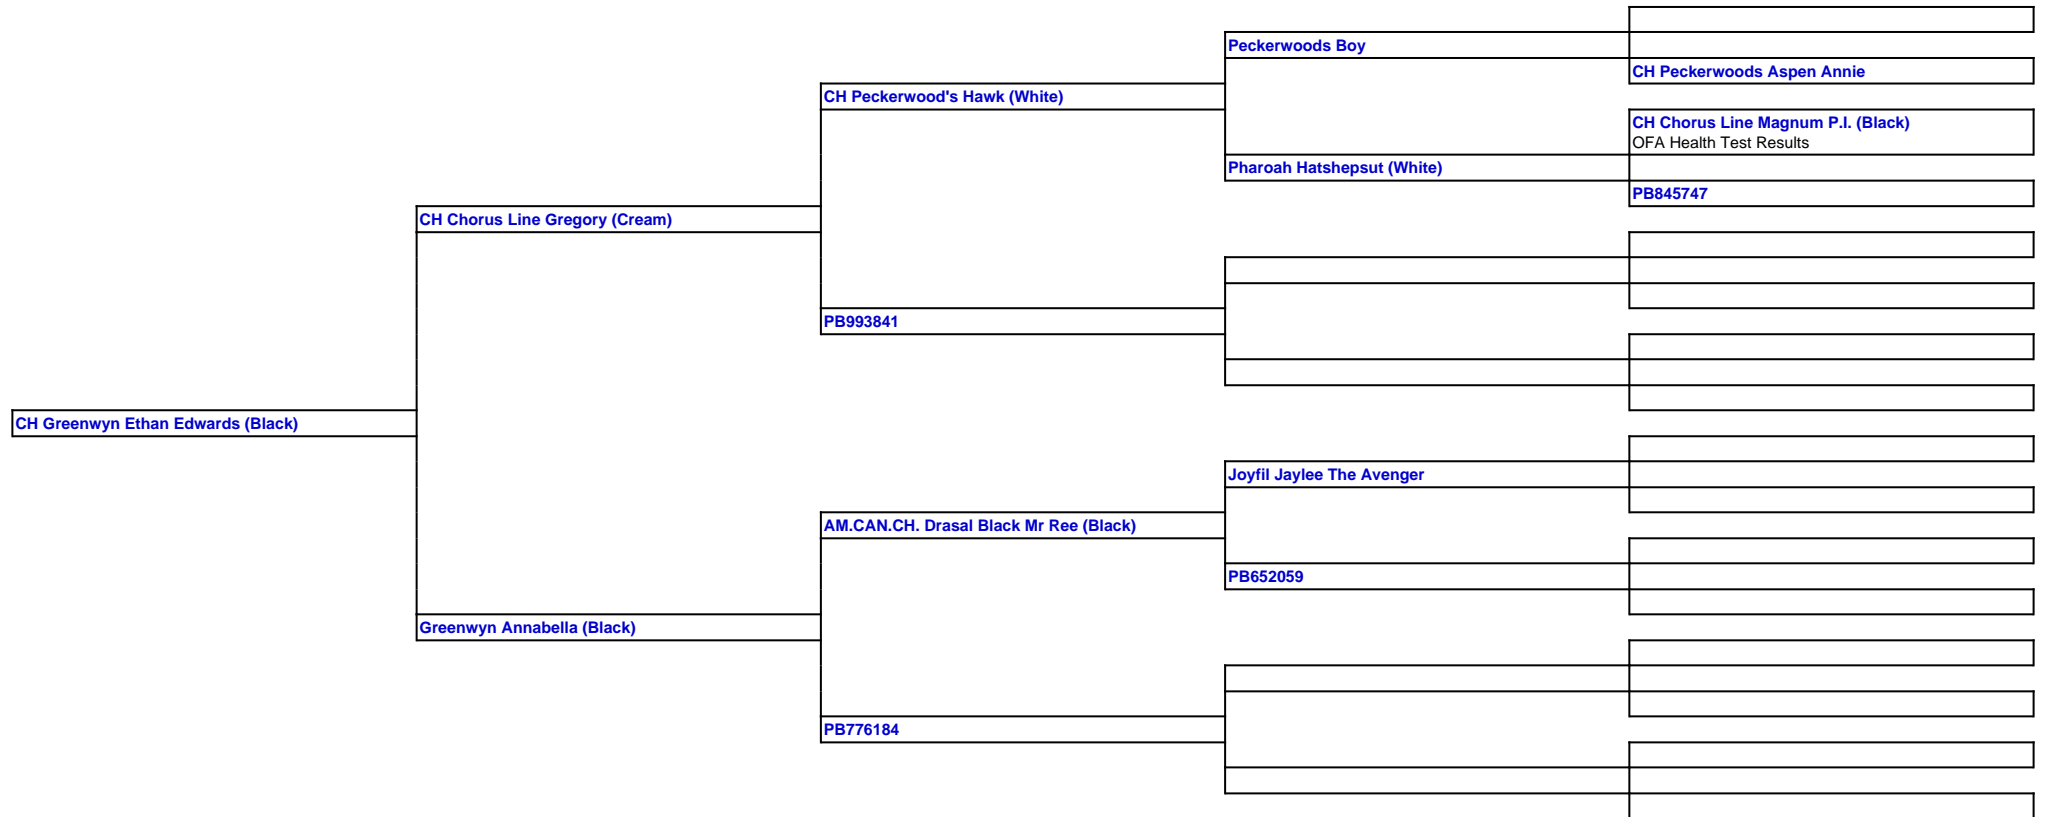 Peckerwoods Boy
CH Peckerwoods Aspen Annie
CH Peckerwood's Hawk (White)
CH Chorus Line Magnum P.I. (Black)
OFA Health Test Results
Pharoah Hatshepsut (White)
PB845747
CH Chorus Line Gregory (Cream)
PB993841
CH Greenwyn Ethan Edwards (Black)
Joyfil Jaylee The Avenger
AM.CAN.CH. Drasal Black Mr Ree (Black)
PB652059
Greenwyn Annabella (Black)
PB776184